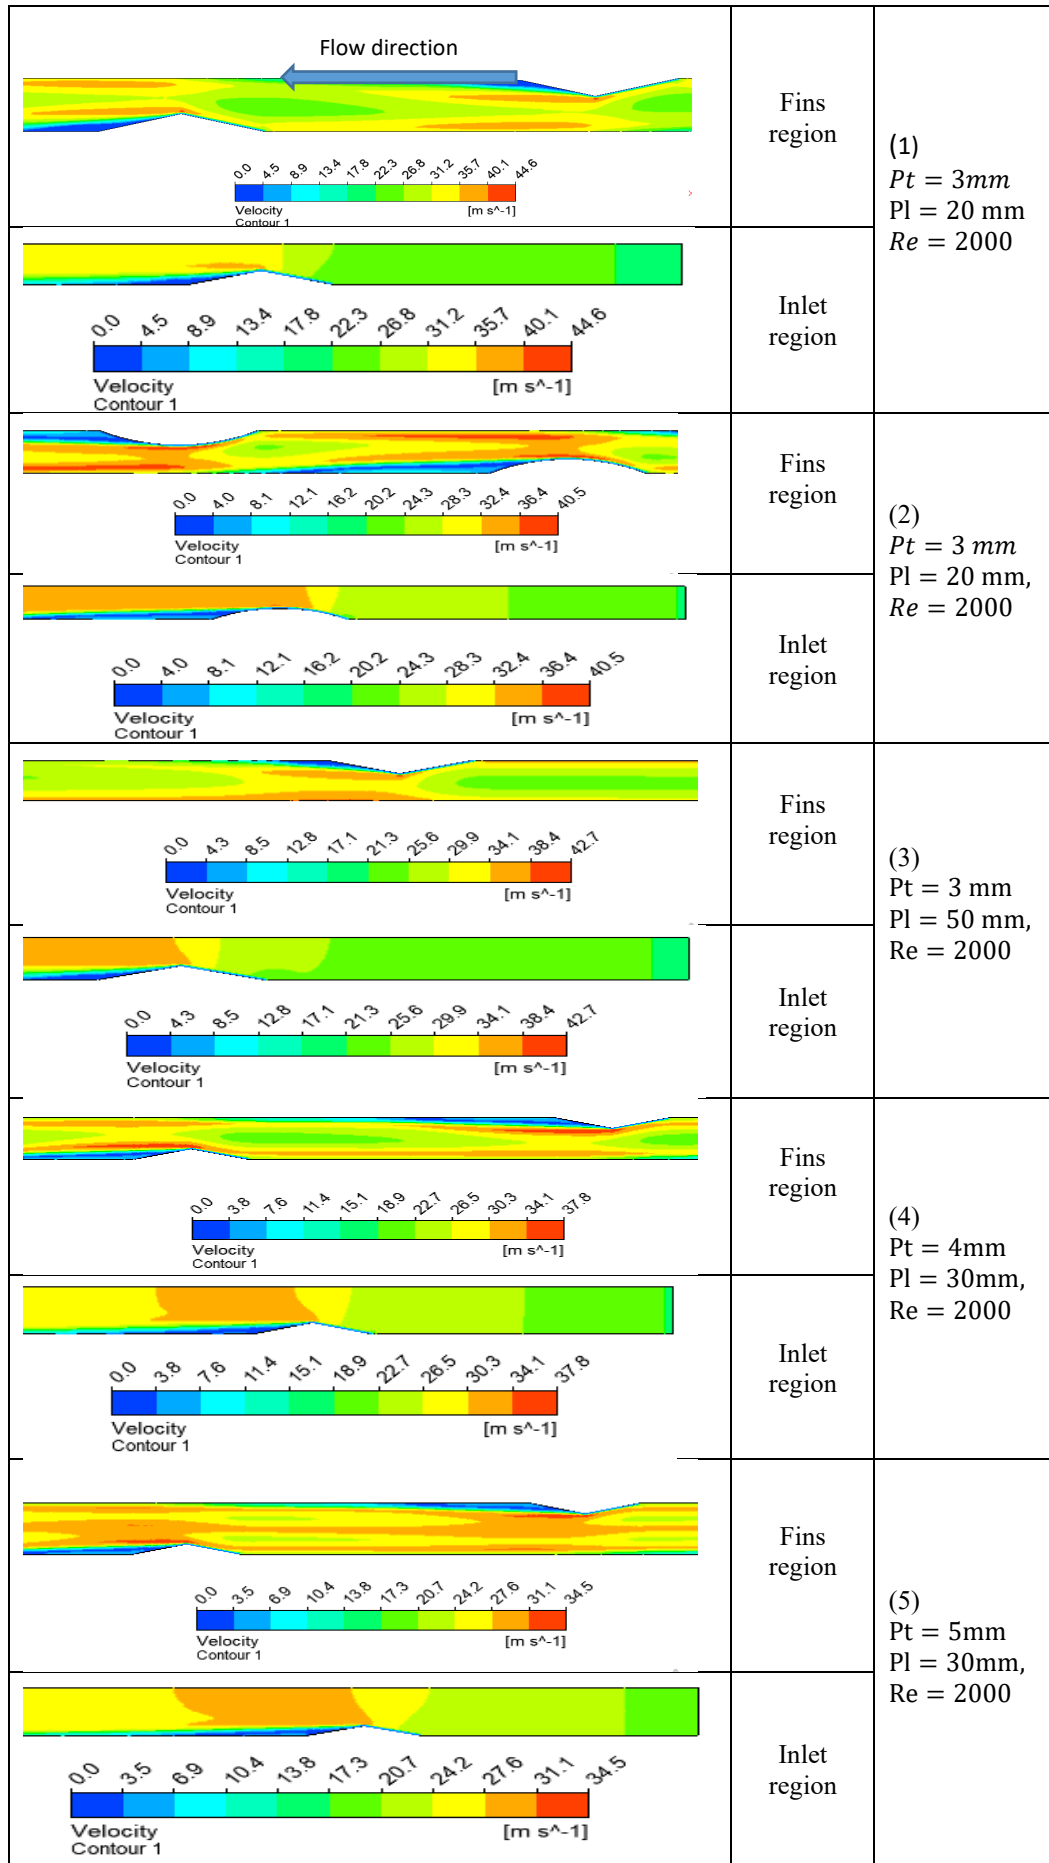 Flow direction
0.0 4.5 8.9 13.4 17.8 22.3 26.8 31.2 35.7 40.1 44.6
Velocity
Contour 1
[m s^-1]
Fins
region
(1)
Pt = 3mm
Pl = 20 mm
Re = 2000
0.0 4.5 8.9 13.4 17.8 22.3 26.8 31.2 35.7 40.1 44.6
Velocity
Contour 1
[m s^-1]
Inlet
region
0.0 4.0 8.1 12.1 16.2 20.2 24.3 28.3 32.4 36.4 40.5
Velocity
Contour 1
[m s^-1]
Fins
region
(2)
Pt = 3 mm
Pl = 20 mm,
Re = 2000
0.0 4.0 8.1 12.1 16.2 20.2 24.3 28.3 32.4 36.4 40.5
Velocity
Contour 1
[m s^-1]
Inlet
region
0.0 4.3 8.5 12.8 17.1 21.3 25.6 29.9 34.1 38.4 42.7
Velocity
Contour 1
[m s^-1]
Fins
region
(3)
Pt = 3 mm
Pl = 50 mm,
Re = 2000
0.0 4.3 8.5 12.8 17.1 21.3 25.6 29.9 34.1 38.4 42.7
Velocity
Contour 1
[m s^-1]
Inlet
region
0.0 3.8 7.6 11.4 15.1 18.9 22.7 26.5 30.3 34.1 37.8
Velocity
Contour 1
[m s^-1]
Fins
region
(4)
Pt = 4mm
Pl = 30mm,
Re = 2000
0.0 3.8 7.6 11.4 15.1 18.9 22.7 26.5 30.3 34.1 37.8
Velocity
Contour 1
[m s^-1]
Inlet
region
0.0 3.5 6.9 10.4 13.8 17.3 20.7 24.2 27.6 31.1 34.5
Velocity
Contour 1
[m s^-1]
Fins
region
(5)
Pt = 5mm
Pl = 30mm,
Re = 2000
0.0 3.5 6.9 10.4 13.8 17.3 20.7 24.2 27.6 31.1 34.5
Velocity
Contour 1
[m s^-1]
Inlet
region